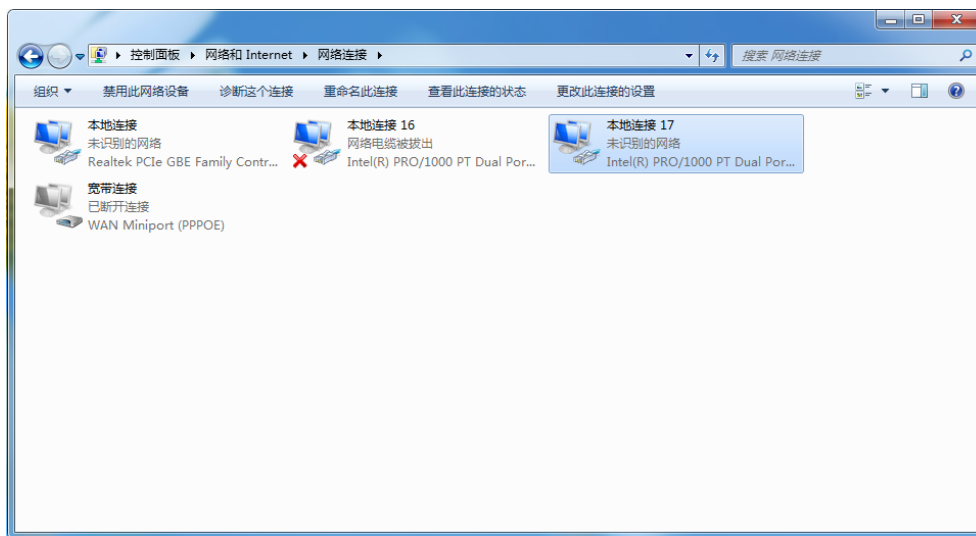 控制面板 网络和 Internet 网络连接
搜索 网络连接
组织 禁用此网络设备 诊断这个连接 重命名此连接 查看此连接的状态 更改此连接的设置
本地连接
未识别的网络
Realtek PCIe GBE Family Contr...
本地连接 16
网络电缆被拔出
Intel(R) PRO/1000 PT Dual Por...
本地连接 17
未识别的网络
Intel(R) PRO/1000 PT Dual Por...
宽带连接
已断开连接
WAN Miniport (PPPOE)